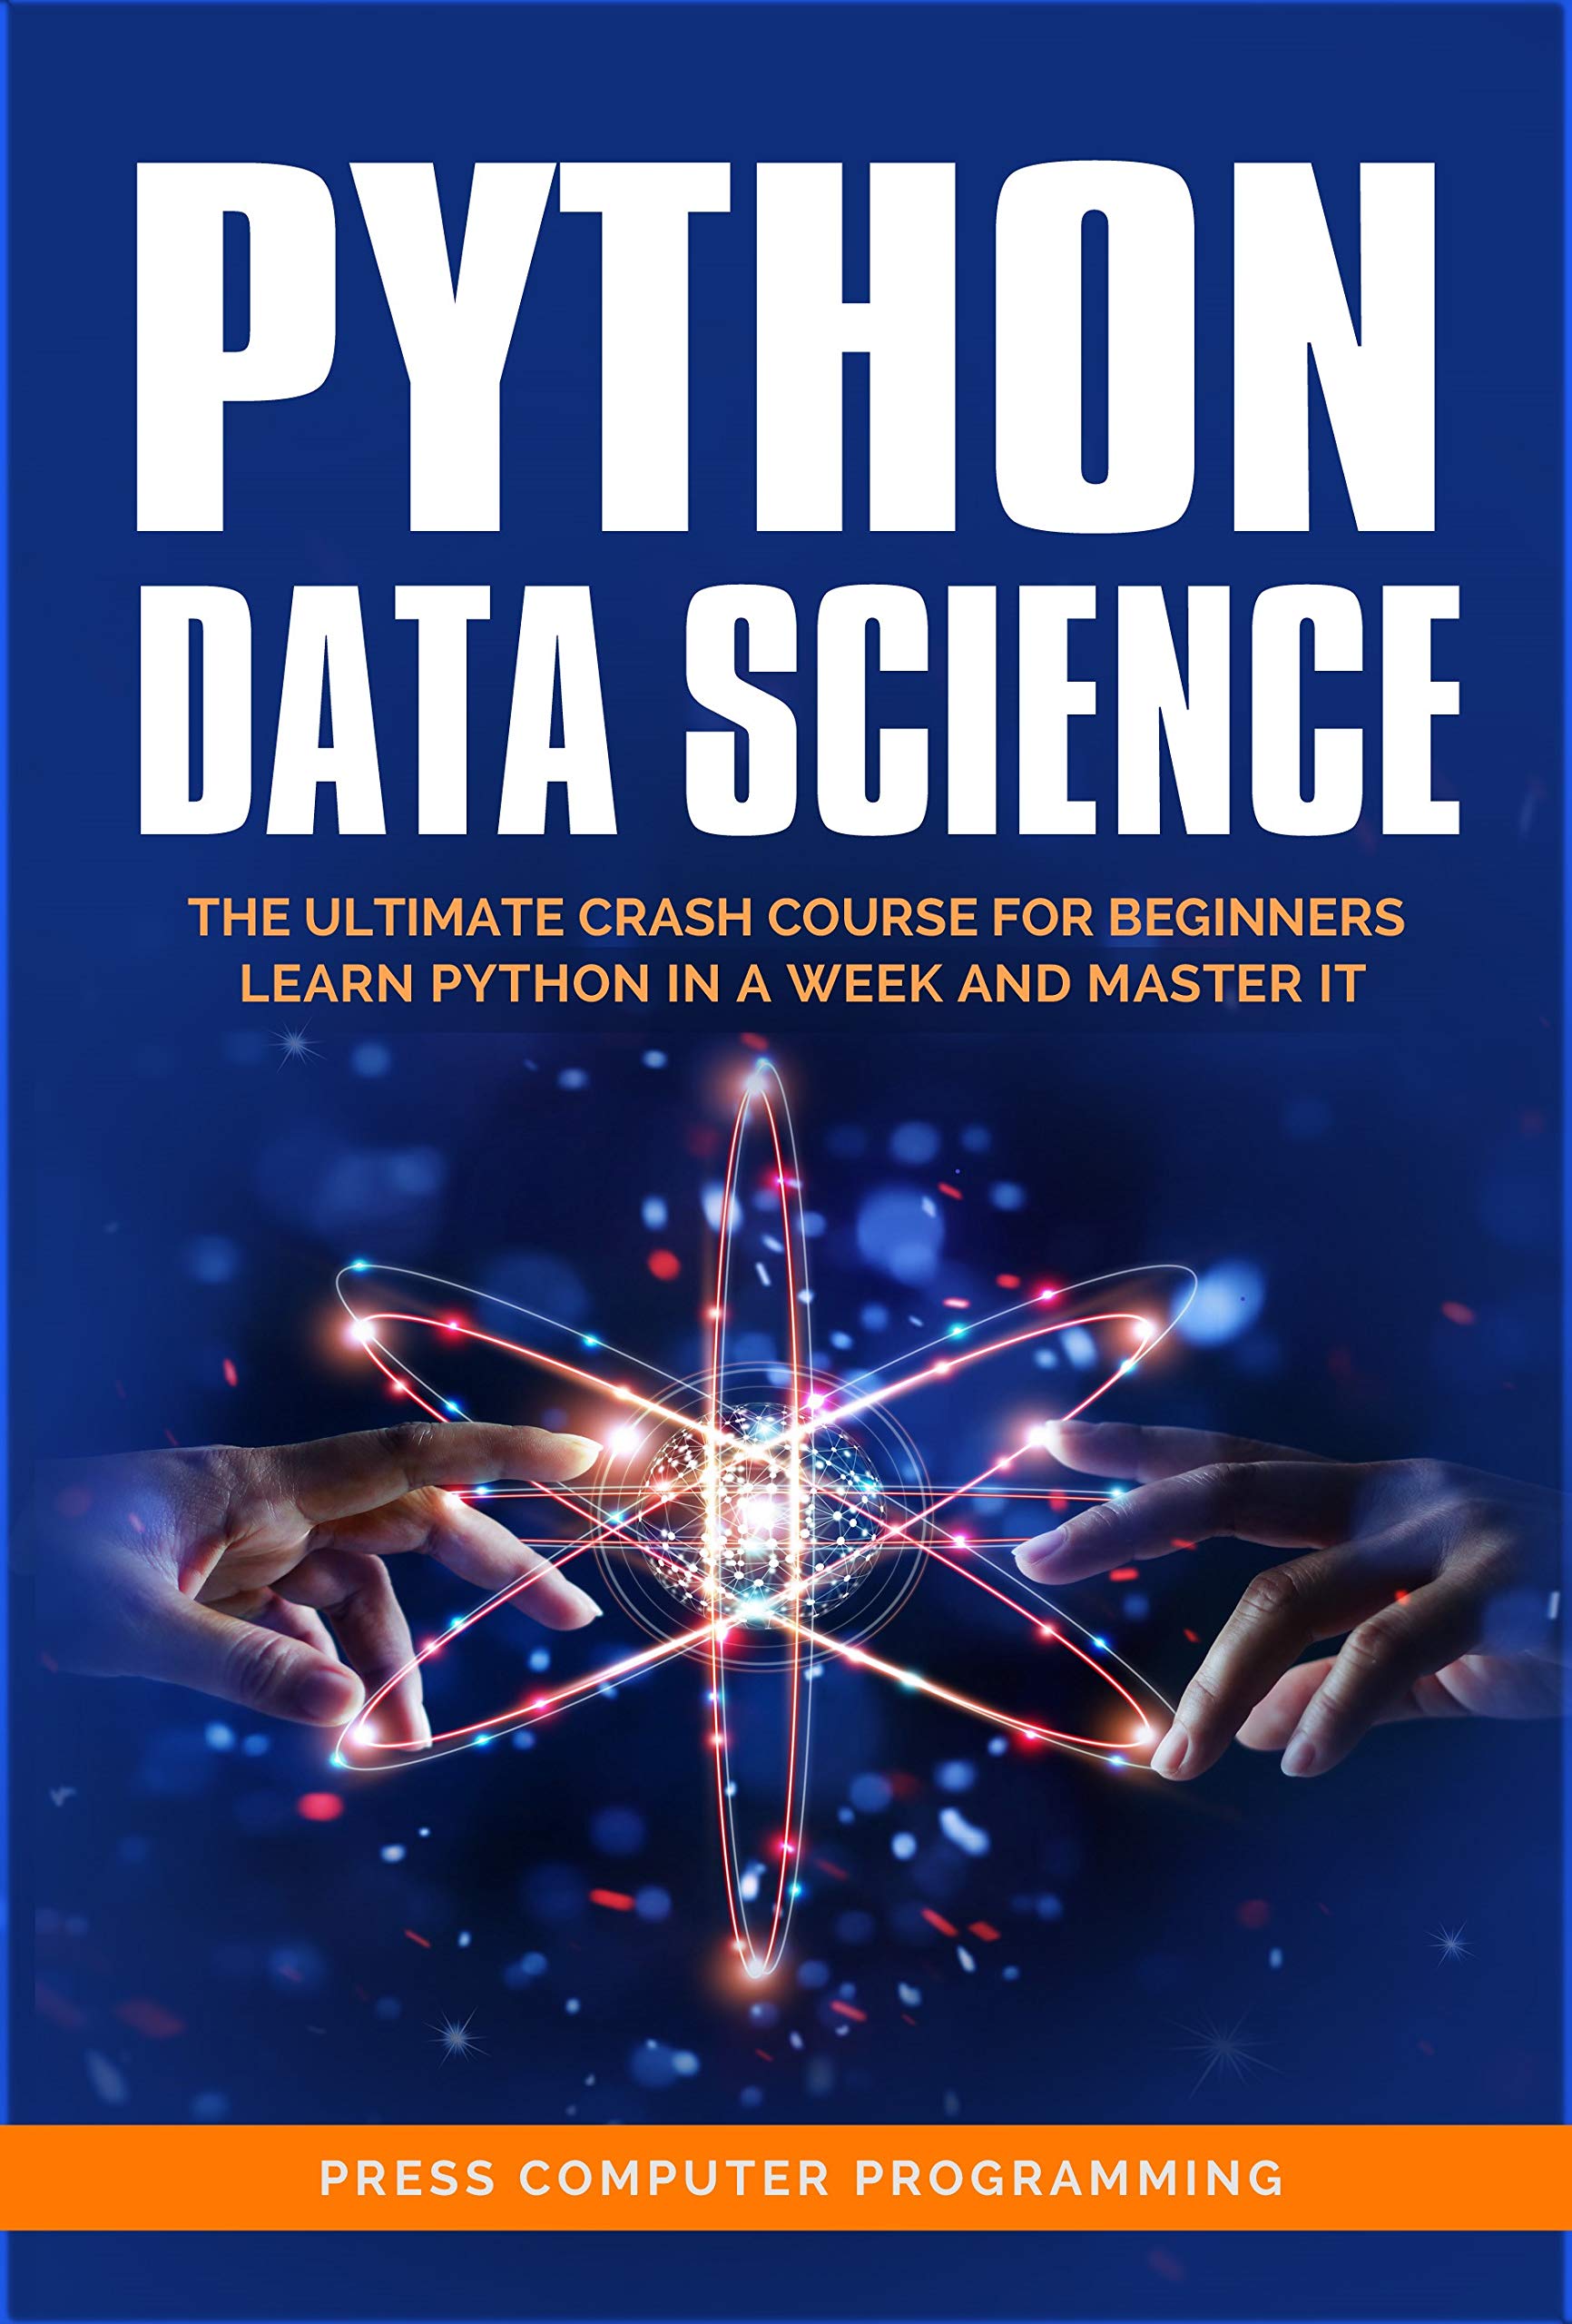 PYTHON
DATA SCIENCE
THE ULTIMATE CRASH COURSE FOR BEGINNERS
LEARN PYTHON IN A WEEK AND MASTER IT
PRESS COMPUTER PROGRAMMING